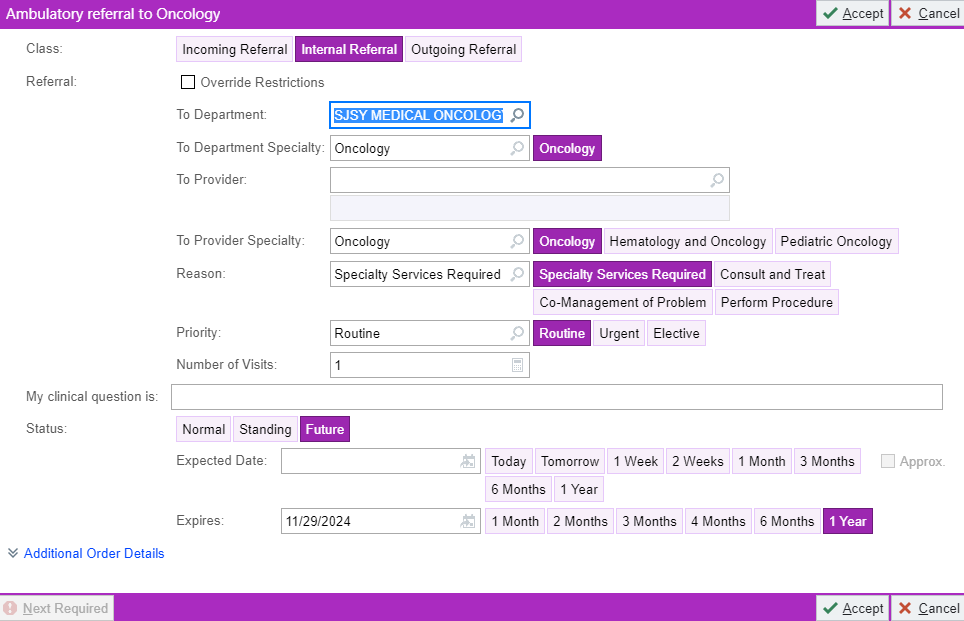 Ambulatory referral to Oncology Accept Cancel
Class: Incoming Referral Internal Referral Outgoing Referral
Referral: Override Restrictions
To Department: SJSY MEDICAL ONCOLOG
To Department Specialty: Oncology Oncology
To Provider:
To Provider Specialty: Oncology Oncology Hematology and Oncology Pediatric Oncology
Reason: Specialty Services Required Specialty Services Required Consult and Treat
Co-Management of Problem Perform Procedure
Priority: Routine Routine Urgent Elective
Number of Visits: 1
My clinical question is:
Status: Normal Standing Future
Expected Date: Today Tomorrow 1 Week 2 Weeks 1 Month 3 Months Approx.
6 Months 1 Year
Expires: 11/29/2024 1 Month 2 Months 3 Months 4 Months 6 Months 1 Year
Additional Order Details
Next Required Accept Cancel